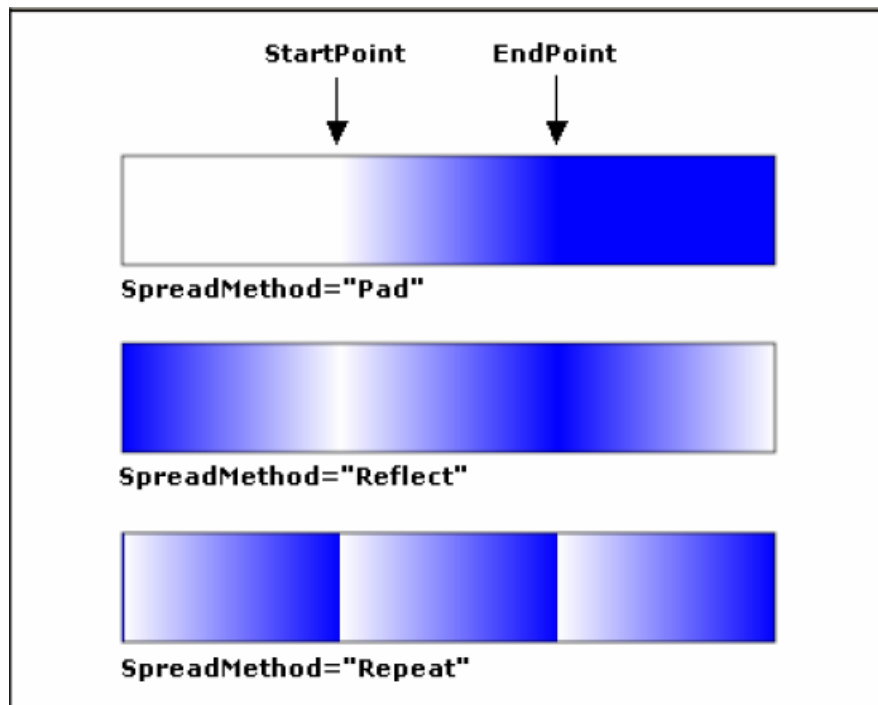 StartPoint EndPoint
SpreadMethod="Pad"
SpreadMethod="Reflect"
SpreadMethod="Repeat"